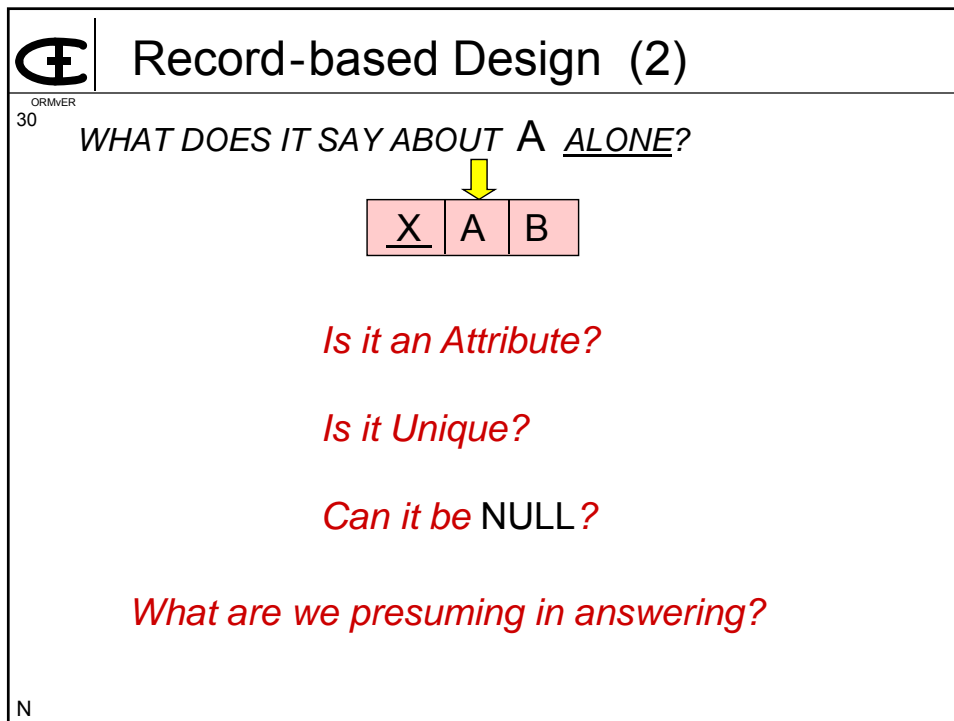 Record-based Design (2)
ORMvER
30
WHAT DOES IT SAY ABOUT A ALONE?
X A B
Is it an Attribute?
Is it Unique?
Can it be NULL?
What are we presuming in answering?
N